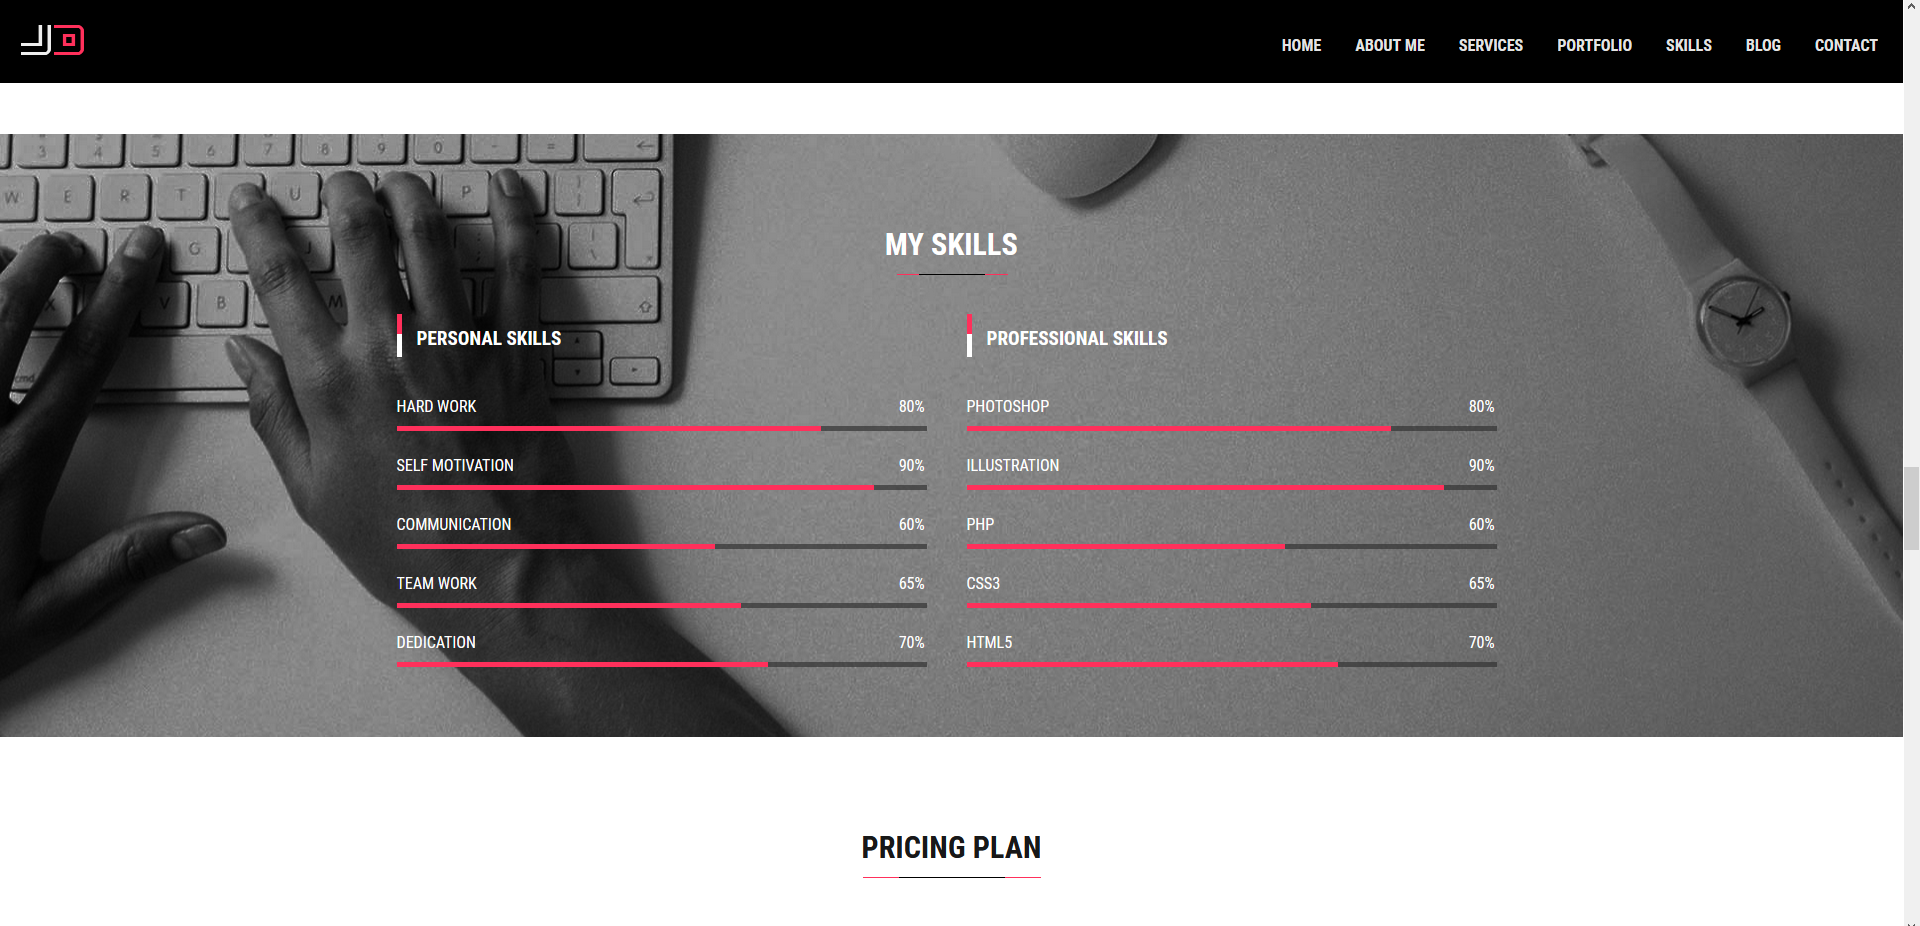 HOME ABOUT ME SERVICES PORTFOLIO SKILLS BLOG CONTACT
MY SKILLS
PERSONAL SKILLS
HARD WORK 80%
SELF MOTIVATION 90%
COMMUNICATION 60%
TEAM WORK 65%
DEDICATION 70%
PROFESSIONAL SKILLS
PHOTOSHOP 80%
ILLUSTRATION 90%
PHP 60%
CSS3 65%
HTML5 70%
PRICING PLAN